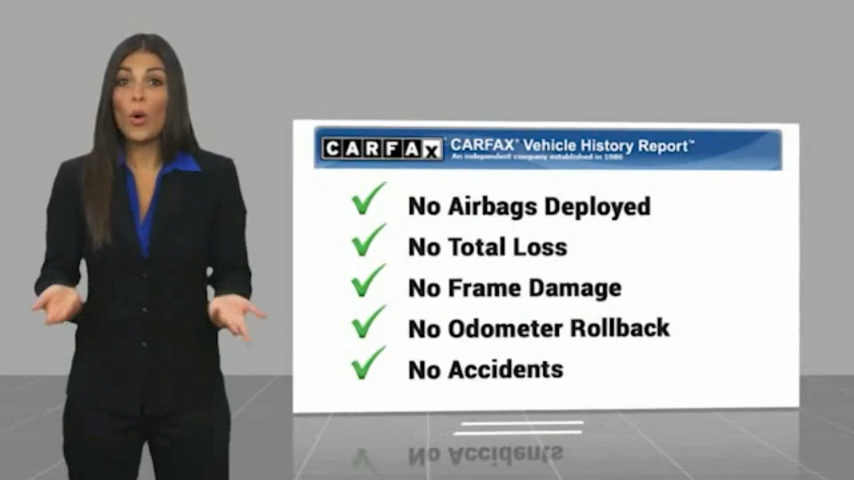 CARFAX CARFAX® Vehicle History Report™
An independent company established in 1986
No Airbags Deployed
No Total Loss
No Frame Damage
No Odometer Rollback
No Accidents
No Accidents